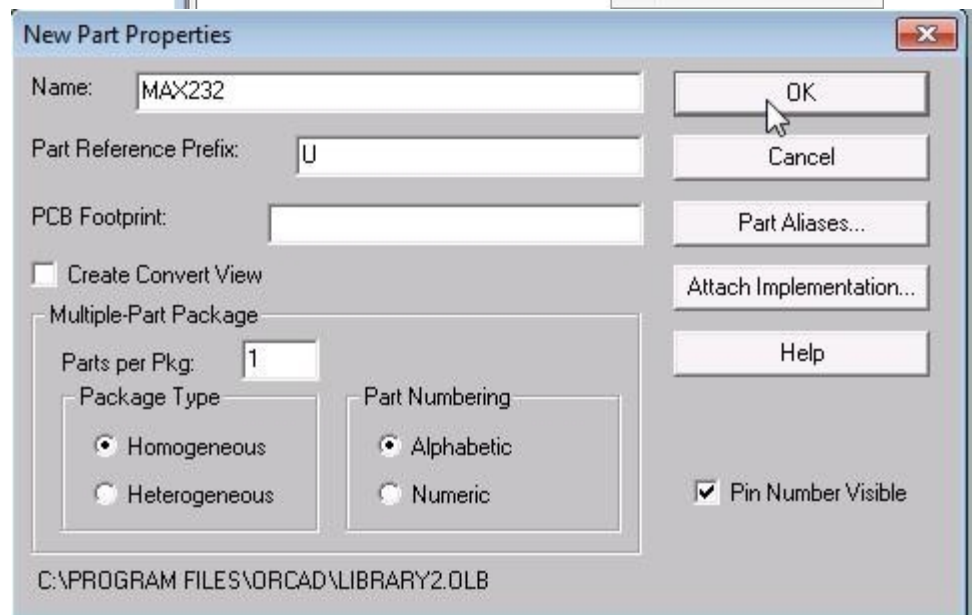 New Part Properties
Name: MAX232
OK
Part Reference Prefix: U
Cancel
PCB Footprint:
Part Aliases...
Create Convert View
Attach Implementation...
Multiple-Part Package
Parts per Pkg: 1
Help
Package Type
Part Numbering
Homogeneous
Alphabetic
Heterogeneous
Numeric
Pin Number Visible
C:\PROGRAM FILES\ORCAD\LIBRARY2.OLB